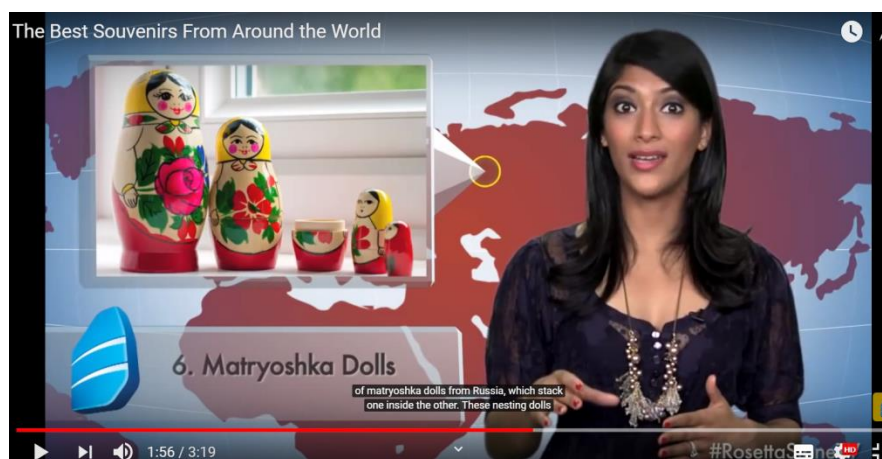 The Best Souvenirs From Around the World
6. Matryoshka Dolls
of matryoshka dolls from Russia, which stack
one inside the other. These nesting dolls
1:56 / 3:19
HD